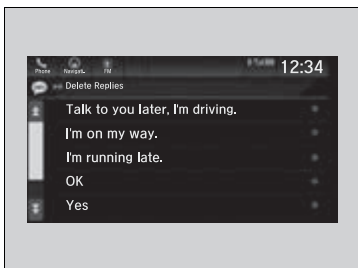 12:34
Phone
Navigati..
FM
Delete Replies
Talk to you later, I'm driving.
I'm on my way.
I'm running late.
OK
Yes